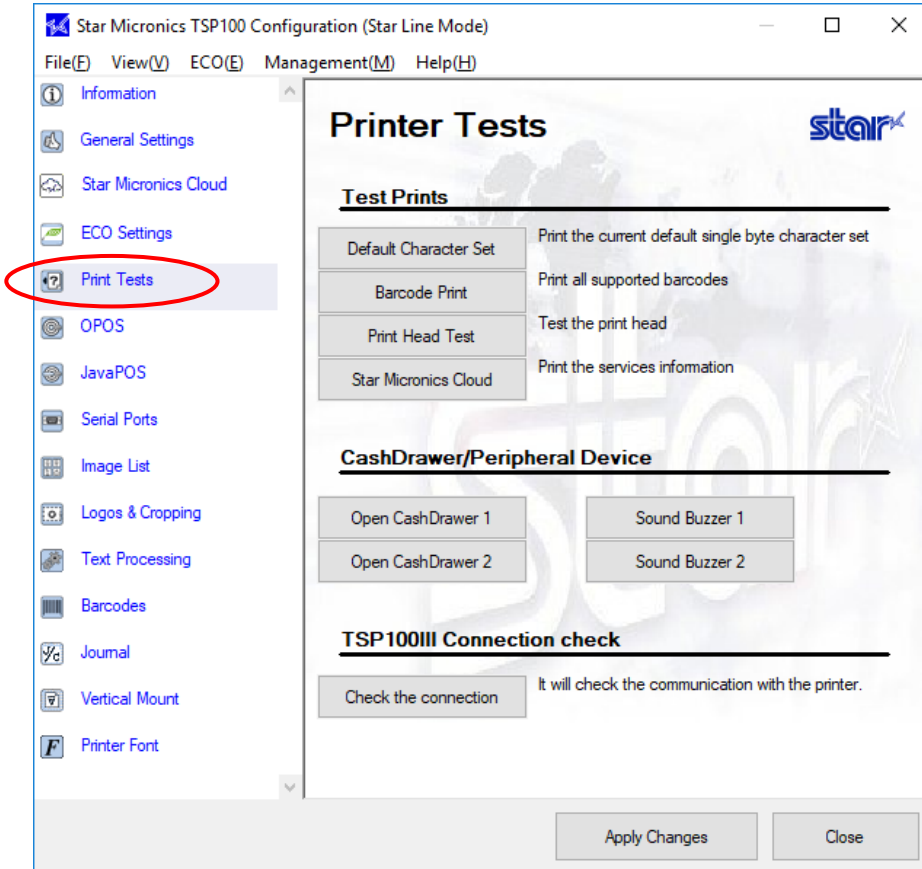 Star Micronics TSP100 Configuration (Star Line Mode)
File(F) View(V) ECO(E) Management(M) Help(H)
Information
General Settings
Star Micronics Cloud
ECO Settings
Print Tests
OPOS
JavaPOS
Serial Ports
Image List
Logos & Cropping
Text Processing
Barcodes
Journal
Vertical Mount
Printer Font
Printer Tests
star
Test Prints
Default Character Set Print the current default single byte character set
Barcode Print Print all supported barcodes
Print Head Test Test the print head
Star Micronics Cloud Print the services information
CashDrawer/Peripheral Device
Open CashDrawer 1 Sound Buzzer 1
Open CashDrawer 2 Sound Buzzer 2
TSP100III Connection check
Check the connection It will check the communication with the printer.
Apply Changes Close